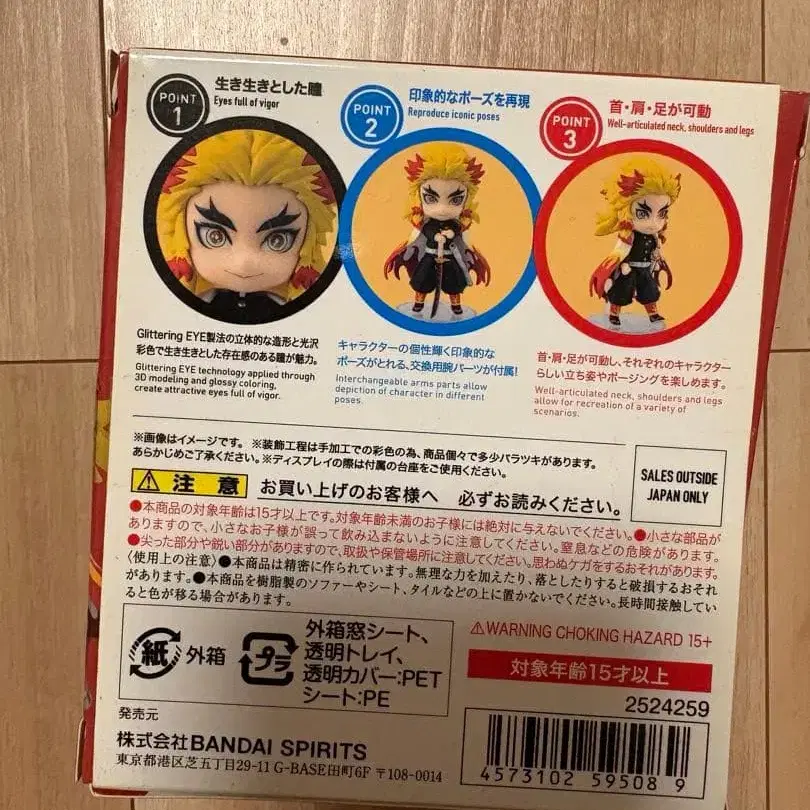 POINT 1
生き生きとした瞳
Eyes full of vigor
POINT 2
印象的なポーズを再現
Reproduce iconic poses
POINT 3
首・肩・足が可動
Well-articulated neck, shoulders and legs
Glittering EYE製法の立体的な造形と光沢
彩色で生き生きとした存在感のある瞳が魅力。
Glittering EYE technology applied through
3D modeling and glossy coloring,
create attractive eyes full of vigor.
キャラクターの個性輝く印象的な
ポーズがとれる、交換用腕パーツが付属!
Interchangeable arms parts allow
depiction of character in different
poses.
首・肩・足が可動し、それぞれのキャラクター
らしい立ち姿やポージングを楽しめます。
Well-articulated neck, shoulders and legs
allow for recreation of a variety of
scenarios.
※画像はイメージです。 ※装飾工程は手加工での彩色の為、商品個々で多少バラツキがあります。
あらかじめご了承ください。※ディスプレイの際は付属の台座をご使用ください。
SALES OUTSIDE
JAPAN ONLY
注意 お買い上げのお客様へ 必ずお読みください。
●本商品の対象年齢は15才以上です。対象年齢未満のお子様には絶対に与えないでください。●小さな部品が
ありますので、小さなお子様が誤って飲み込まないように注意してください。窒息などの危険があります。
●尖った部分や鋭い部分がありますので、取扱や保管場所に注意してください。思わぬケガをするおそれがあります。
〈使用上の注意〉●本商品は精密に作られています。無理な力を加えたり、落としたりすると破損するおそれ
があります。●本商品を樹脂製のソファーやシート、タイルなどの上に置かないでください。長時間接触してい
ると色が移る場合があります。
紙 外箱
プラ
外箱窓シート、
透明トレイ、
透明カバー:PET
シート:PE
⚠WARNING CHOKING HAZARD 15+
対象年齢15才以上
2524259
発売元
株式会社BANDAI SPIRITS
東京都港区芝五丁目29-11 G-BASE田町6F 〒108-0014
4573102 59508 9